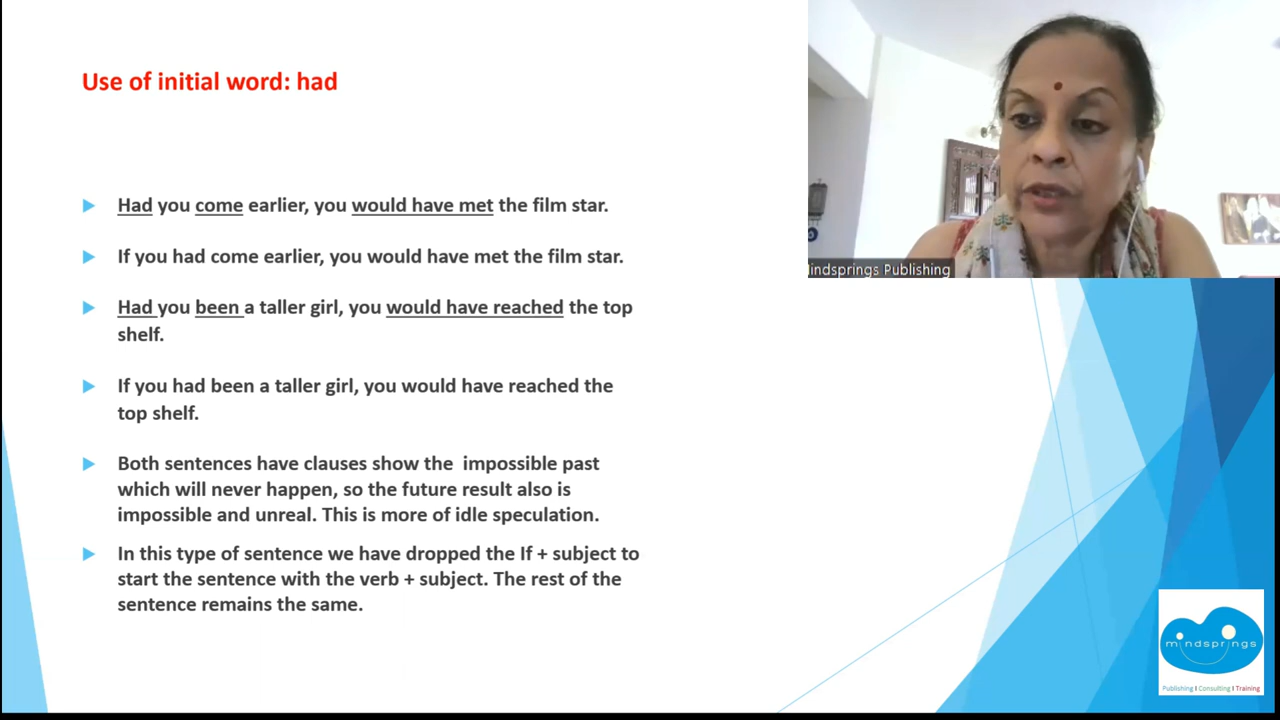 Use of initial word: had
Had you come earlier, you would have met the film star.
If you had come earlier, you would have met the film star.
Had you been a taller girl, you would have reached the top
shelf.
If you had been a taller girl, you would have reached the
top shelf.
Both sentences have clauses show the  impossible past
which will never happen, so the future result also is
impossible and unreal. This is more of idle speculation.
In this type of sentence we have dropped the If + subject to
start the sentence with the verb + subject. The rest of the
sentence remains the same.
indsprings Publishing
mindsprings
Publishing I Consulting I Training